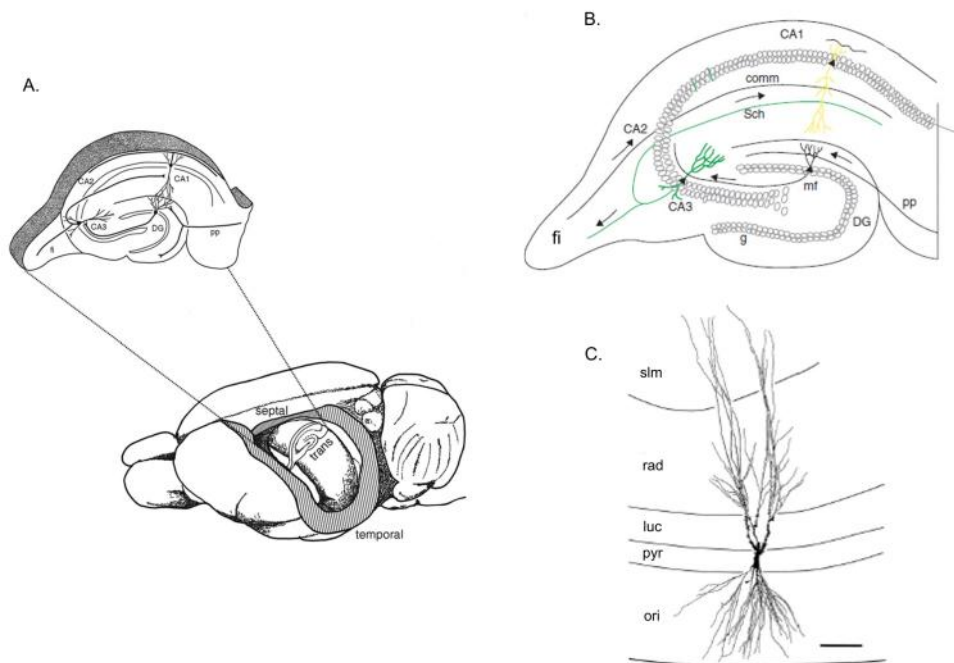 A.
CA2
CA1
CA3
DG
fi
pp
septal
trans
temporal
B.
CA1
comm
Sch
CA2
CA3
mf
pp
DG
g
fi
C.
slm
rad
luc
pyr
ori